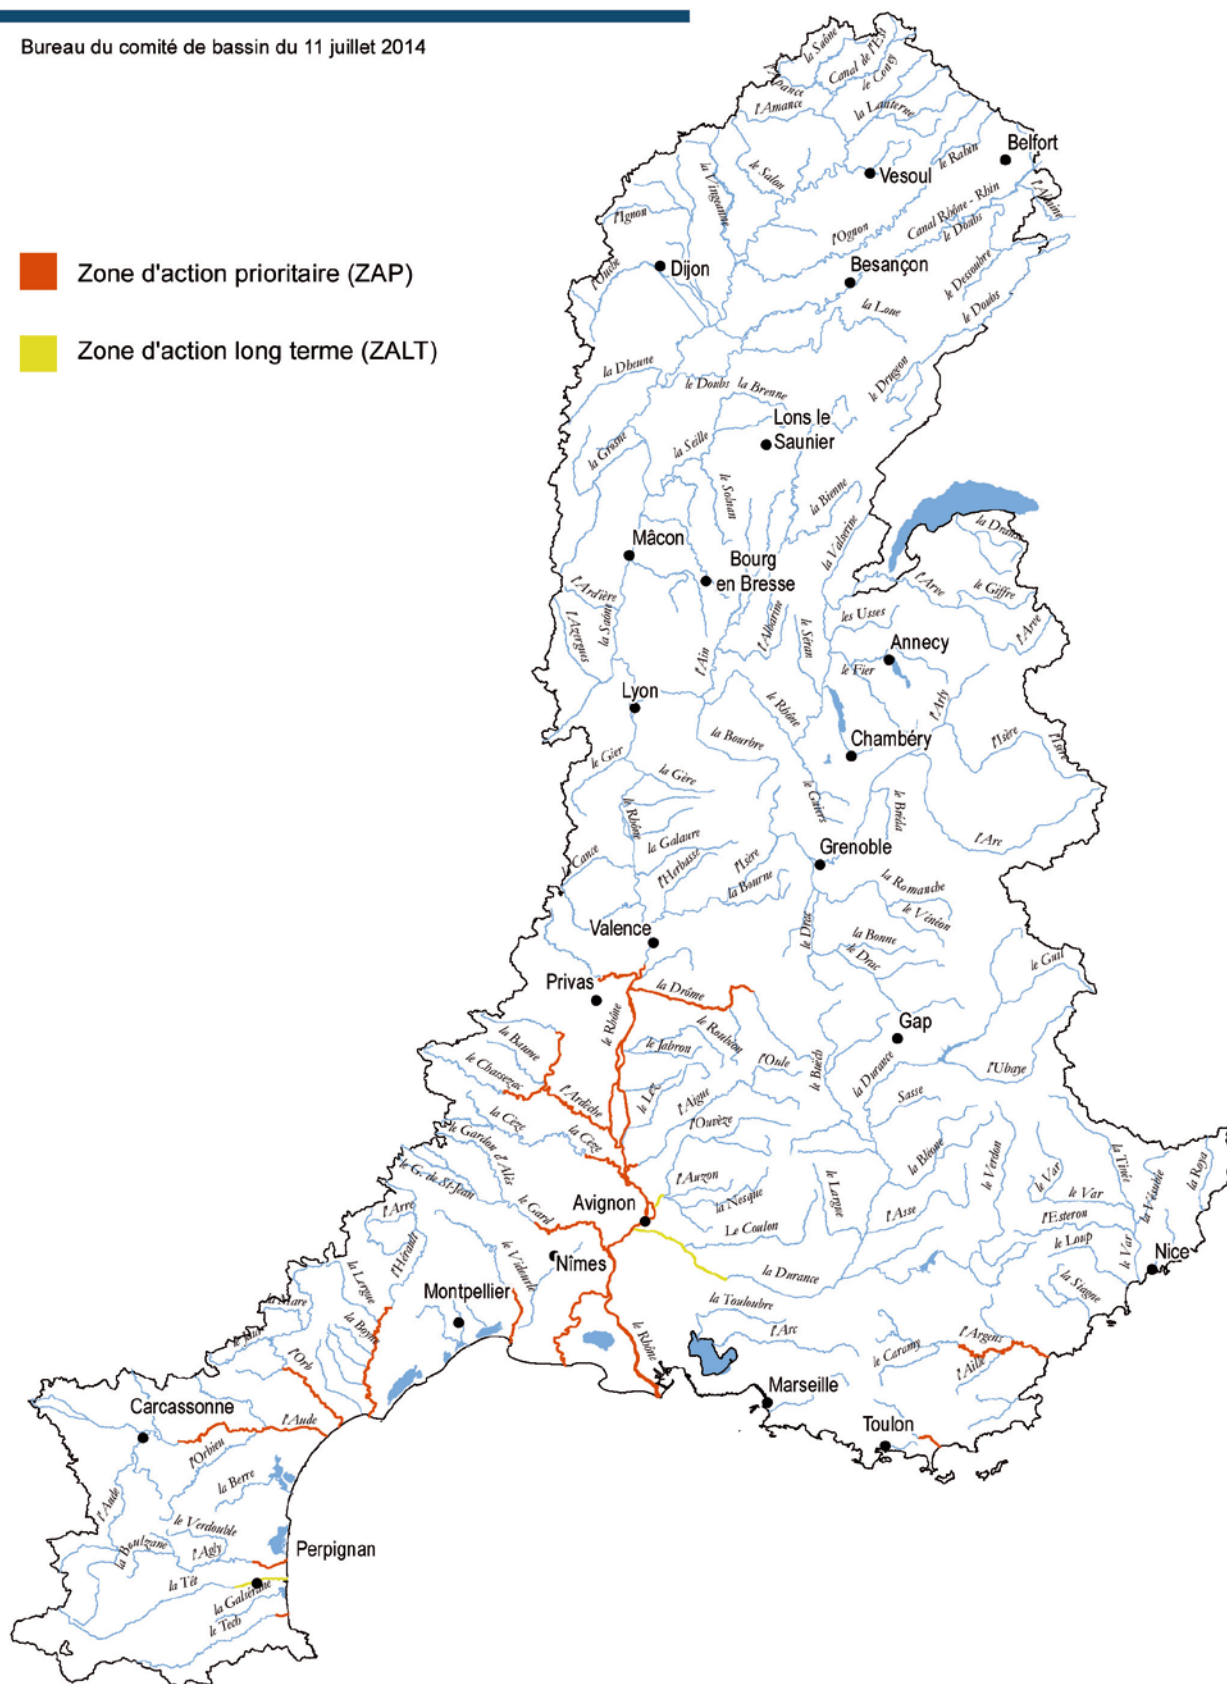 Bureau du comité de bassin du 11 juillet 2014
Zone d'action prioritaire (ZAP)
Zone d'action long terme (ZALT)
la Saône
Canal de l'Est
le Coney
l'Amance
la Lanterne
Belfort
le Rahin
Vesoul
le Salon
la Vingeanne
l'Ignon
Canal Rhône - Rhin
l'Allaine
le Doubs
l'Ognon
Dijon
l'Ouche
Besançon
le Dessoubre
le Doubs
la Loue
la Dheune
le Doubs
la Brenne
le Drugeon
Lons le
Saunier
la Grosne
la Seille
le Solnan
la Bienne
la Valserine
la Dranse
Mâcon
Bourg
en Bresse
l'Ardière
l'Azergues
la Saône
l'Albarine
le Séran
l'Ain
l'Arve
le Giffre
les Usses
l'Arve
Annecy
le Fier
Lyon
le Rhône
l'Arly
la Bourbre
Chambéry
l'Isère
l'Isère
le Gier
la Gère
le Rhône
le Guiers
le Bréda
la Galaure
l'Arc
Grenoble
la Cance
l'Herbasse
l'Isère
la Bourne
la Romanche
le Vénéon
Valence
le Drac
la Bonne
le Drac
le Guil
Privas
la Drôme
le Rhône
le Roubion
Gap
la Baume
le Jabron
l'Oule
le Buëch
la Durance
l'Ubaye
le Chassezac
l'Ardèche
le Lez
l'Aigue
Sasse
la Cèze
la Cèze
l'Ouvèze
le Gardon d'Alès
la Bléone
le Verdon
la Tinée
la Vésubie
la Roya
le G. de St-Jean
l'Auzon
le Var
Avignon
la Nesque
le Largue
le Var
l'Arre
le Gard
Le Coulon
l'Asse
l'Esteron
l'Hérault
le Vidourle
Nîmes
le Loup
le Var
Nice
la Lergue
Montpellier
la Durance
la Siagne
la Mare
la Touloubre
la Boyne
le Jaur
l'Orb
le Rhône
l'Arc
l'Argens
le Caramy
l'Aille
Marseille
Carcassonne
l'Aude
Toulon
l'Orbieu
la Berre
l'Aude
le Verdouble
la Boulzane
l'Agly
Perpignan
la Têt
le Tech